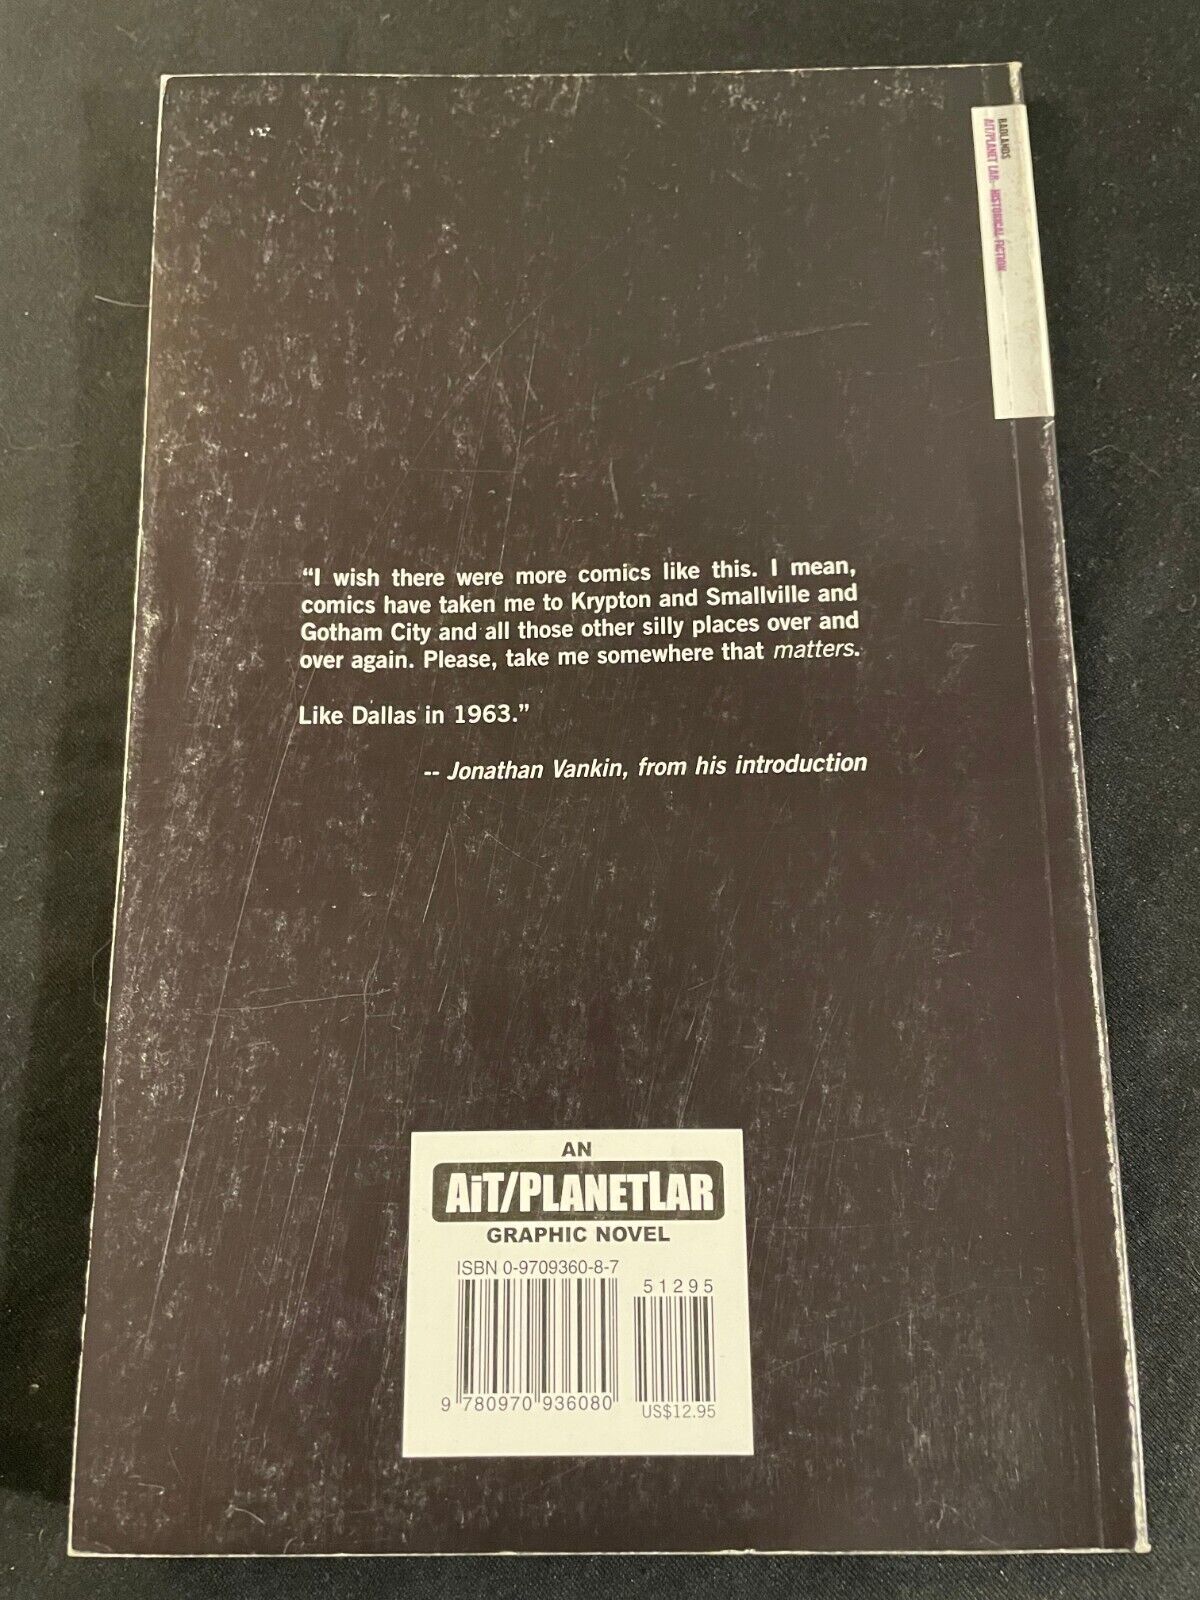 BADLANDS
AiT/PLANET LAR - HISTORICAL FICTION
“I wish there were more comics like this. I mean,
comics have taken me to Krypton and Smallville and
Gotham City and all those other silly places over and
over again. Please, take me somewhere that matters.
Like Dallas in 1963.”
-- Jonathan Vankin, from his introduction
AN
AiT/PLANETLAR
GRAPHIC NOVEL
ISBN 0-9709360-8-7
51295
9 780970 936080
US$12.95